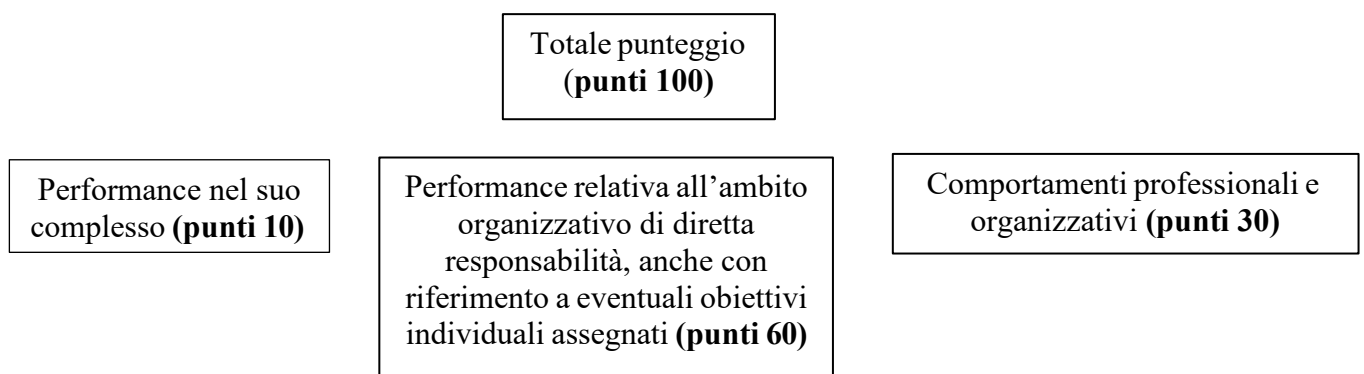 Totale punteggio
(punti 100)
Performance nel suo
complesso (punti 10)
Performance relativa all’ambito
organizzativo di diretta
responsabilità, anche con
riferimento a eventuali obiettivi
individuali assegnati (punti 60)
Comportamenti professionali e
organizzativi (punti 30)